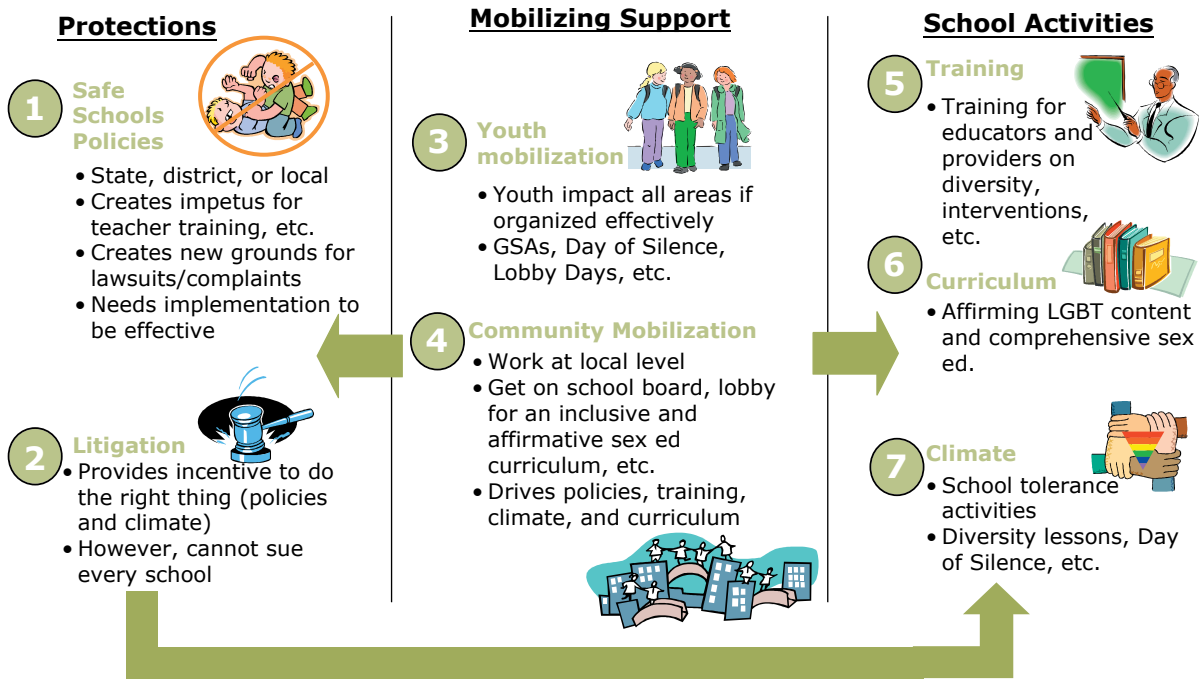 Protections
1
Safe
Schools
Policies
• State, district, or local
• Creates impetus for
teacher training, etc.
• Creates new grounds for
lawsuits/complaints
• Needs implementation to
be effective
2
Litigation
• Provides incentive to do
the right thing (policies
and climate)
• However, cannot sue
every school
Mobilizing Support
3
Youth
mobilization
• Youth impact all areas if
organized effectively
• GSAs, Day of Silence,
Lobby Days, etc.
4
Community Mobilization
• Work at local level
• Get on school board, lobby
for an inclusive and
affirmative sex ed
curriculum, etc.
• Drives policies, training,
climate, and curriculum
School Activities
5
Training
• Training for
educators and
providers on
diversity,
interventions,
etc.
6
Curriculum
• Affirming LGBT content
and comprehensive sex
ed.
7
Climate
• School tolerance
activities
• Diversity lessons, Day
of Silence, etc.